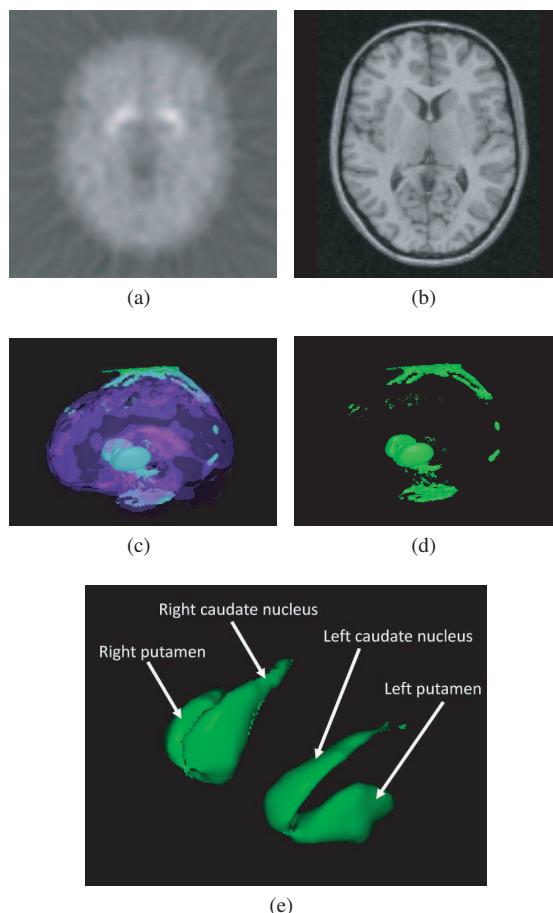 (a)
(b)
(c)
(d)
Right caudate nucleus
Left caudate nucleus
Right putamen
Left putamen
(e)